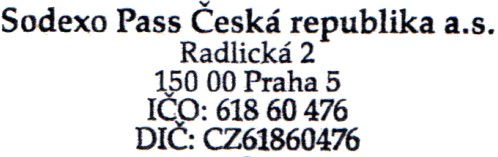 Sodexo Pass Česká republika a.s.
Radlická 2
150 00 Praha 5
IČO: 618 60 476
DIČ: CZ61860476